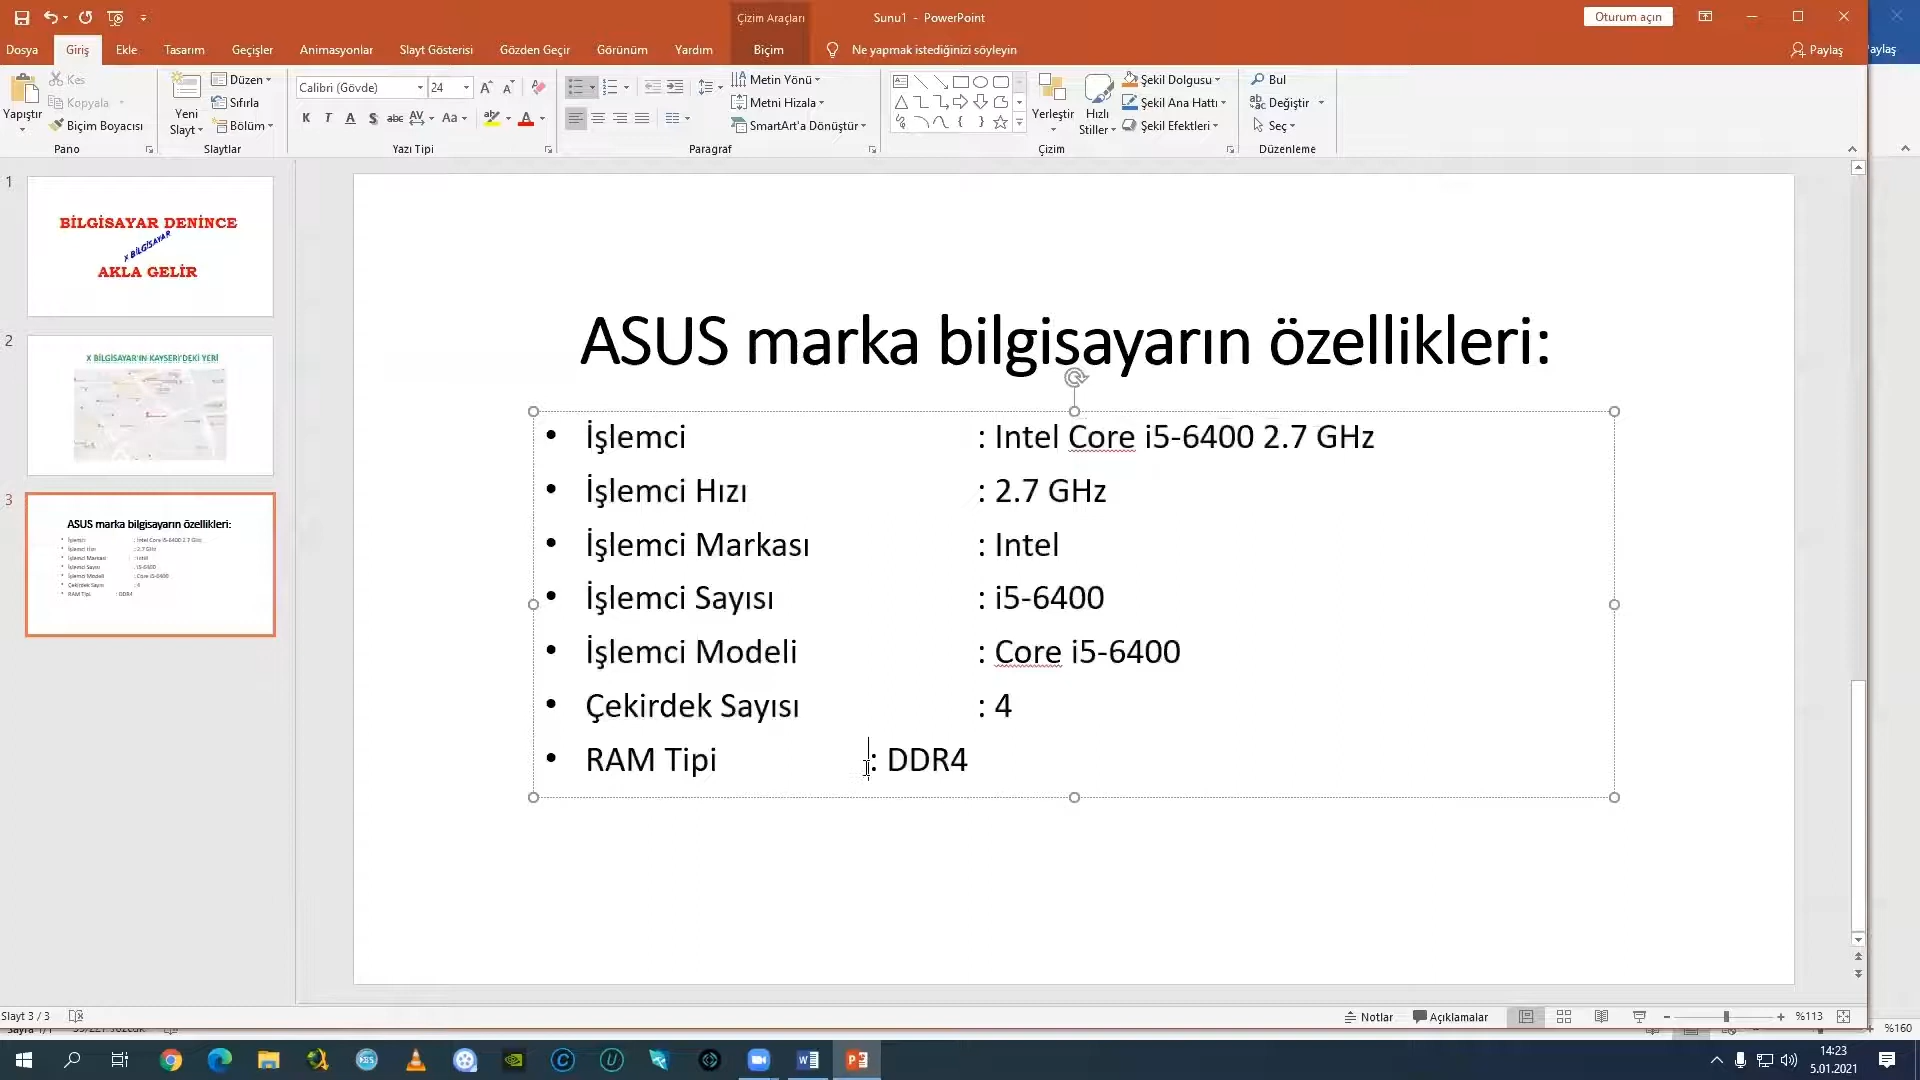 Çizim Araçları
Sunu1 - PowerPoint
Oturum açın
Dosya Giriş Ekle Tasarım Geçişler Animasyonlar Slayt Gösterisi Gözden Geçir Görünüm Yardım Biçim Ne yapmak istediğinizi söyleyin Paylaş aylaş
Yapıştır
Kes
Kopyala
Biçim Boyacısı
Pano
Yeni
Slayt
Düzen
Sıfırla
Bölüm
Slaytlar
Calibri (Gövde) 24
K T A S abc AV Aa
Yazı Tipi
Metin Yönü
Metni Hizala
SmartArt'a Dönüştür
Paragraf
Yerleştir
Hızlı
Stiller
Şekil Dolgusu
Şekil Ana Hattı
Şekil Efektleri
Çizim
Bul
Değiştir
Seç
Düzenleme
1
BİLGİSAYAR DENİNCE
X BİLGİSAYAR
AKLA GELİR
2
X BİLGİSAYAR'IN KAYSERİ'DEKİ YERİ
3
ASUS marka bilgisayarın özellikleri:
İşlemci : Intel Core i5-6400 2.7 GHz
İşlemci Hızı : 2.7 GHz
İşlemci Markası : Intel
İşlemci Sayısı : i5-6400
İşlemci Modeli : Core i5-6400
Çekirdek Sayısı : 4
RAM Tipi : DDR4
ASUS marka bilgisayarın özellikleri:
• İşlemci : Intel Core i5-6400 2.7 GHz
• İşlemci Hızı : 2.7 GHz
• İşlemci Markası : Intel
• İşlemci Sayısı : i5-6400
• İşlemci Modeli : Core i5-6400
• Çekirdek Sayısı : 4
• RAM Tipi : DDR4
Slayt 3 / 3
Notlar Açıklamalar %113
%160
14:23
5.01.2021